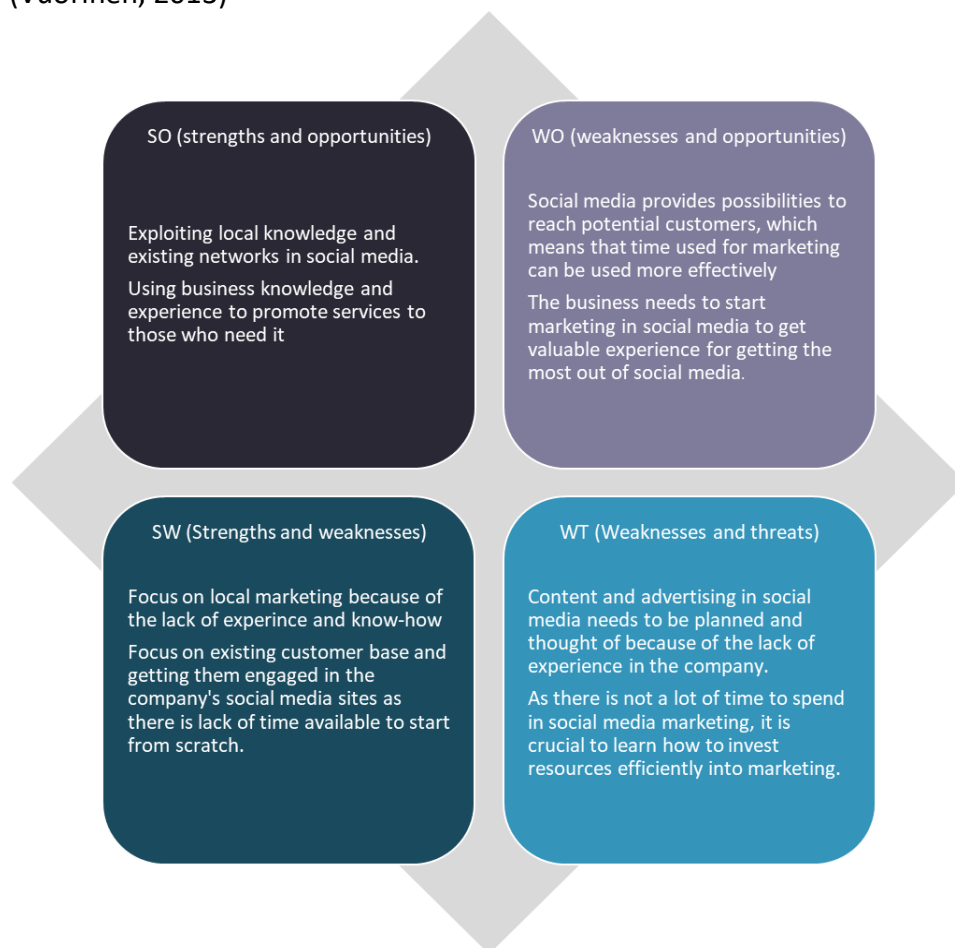 (Vuorinen, 2013)
SO (strengths and opportunities)
Exploiting local knowledge and
existing networks in social media.
Using business knowledge and
experience to promote services to
those who need it
WO (weaknesses and opportunities)
Social media provides possibilities to
reach potential customers, which
means that time used for marketing
can be used more effectively
The business needs to start
marketing in social media to get
valuable experience for getting the
most out of social media.
SW (Strengths and weaknesses)
Focus on local marketing because of
the lack of experince and know-how
Focus on existing customer base and
getting them engaged in the
company's social media sites as
there is lack of time available to start
from scratch.
WT (Weaknesses and threats)
Content and advertising in social
media needs to be planned and
thought of because of the lack of
experience in the company.
As there is not a lot of time to spend
in social media marketing, it is
crucial to learn how to invest
resources efficiently into marketing.